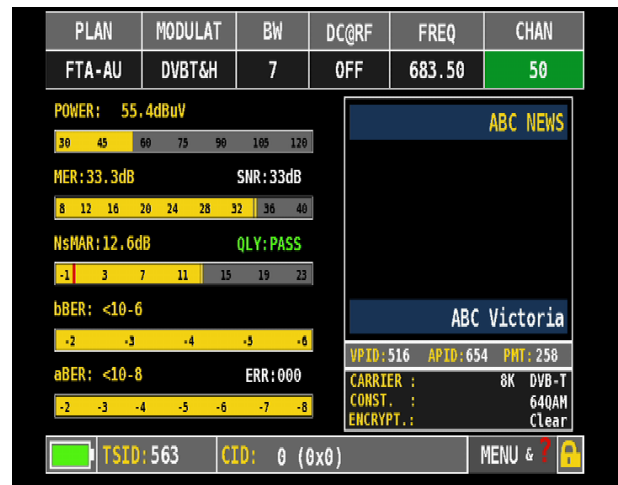 PLAN MODULAT BW DC@RF FREQ CHAN
FTA-AU DVBT&H 7 OFF 683.50 50
POWER: 55.4dBuV
30 45 60 75 90 105 120
MER:33.3dB SNR:33dB
8 12 16 20 24 28 32 36 40
NsMAR:12.6dB QLY:PASS
-1 3 7 11 15 19 23
bBER: <10-6
-2 -3 -4 -5 -6
aBER: <10-8 ERR:000
-2 -3 -4 -5 -6 -7 -8
ABC NEWS
ABC Victoria
VPID:516 APID:654 PMT:258
CARRIER : 8K DVB-T
CONST. : 64QAM
ENCRYPT.: Clear
TSID:563 CID: 0 (0x0) MENU & ?